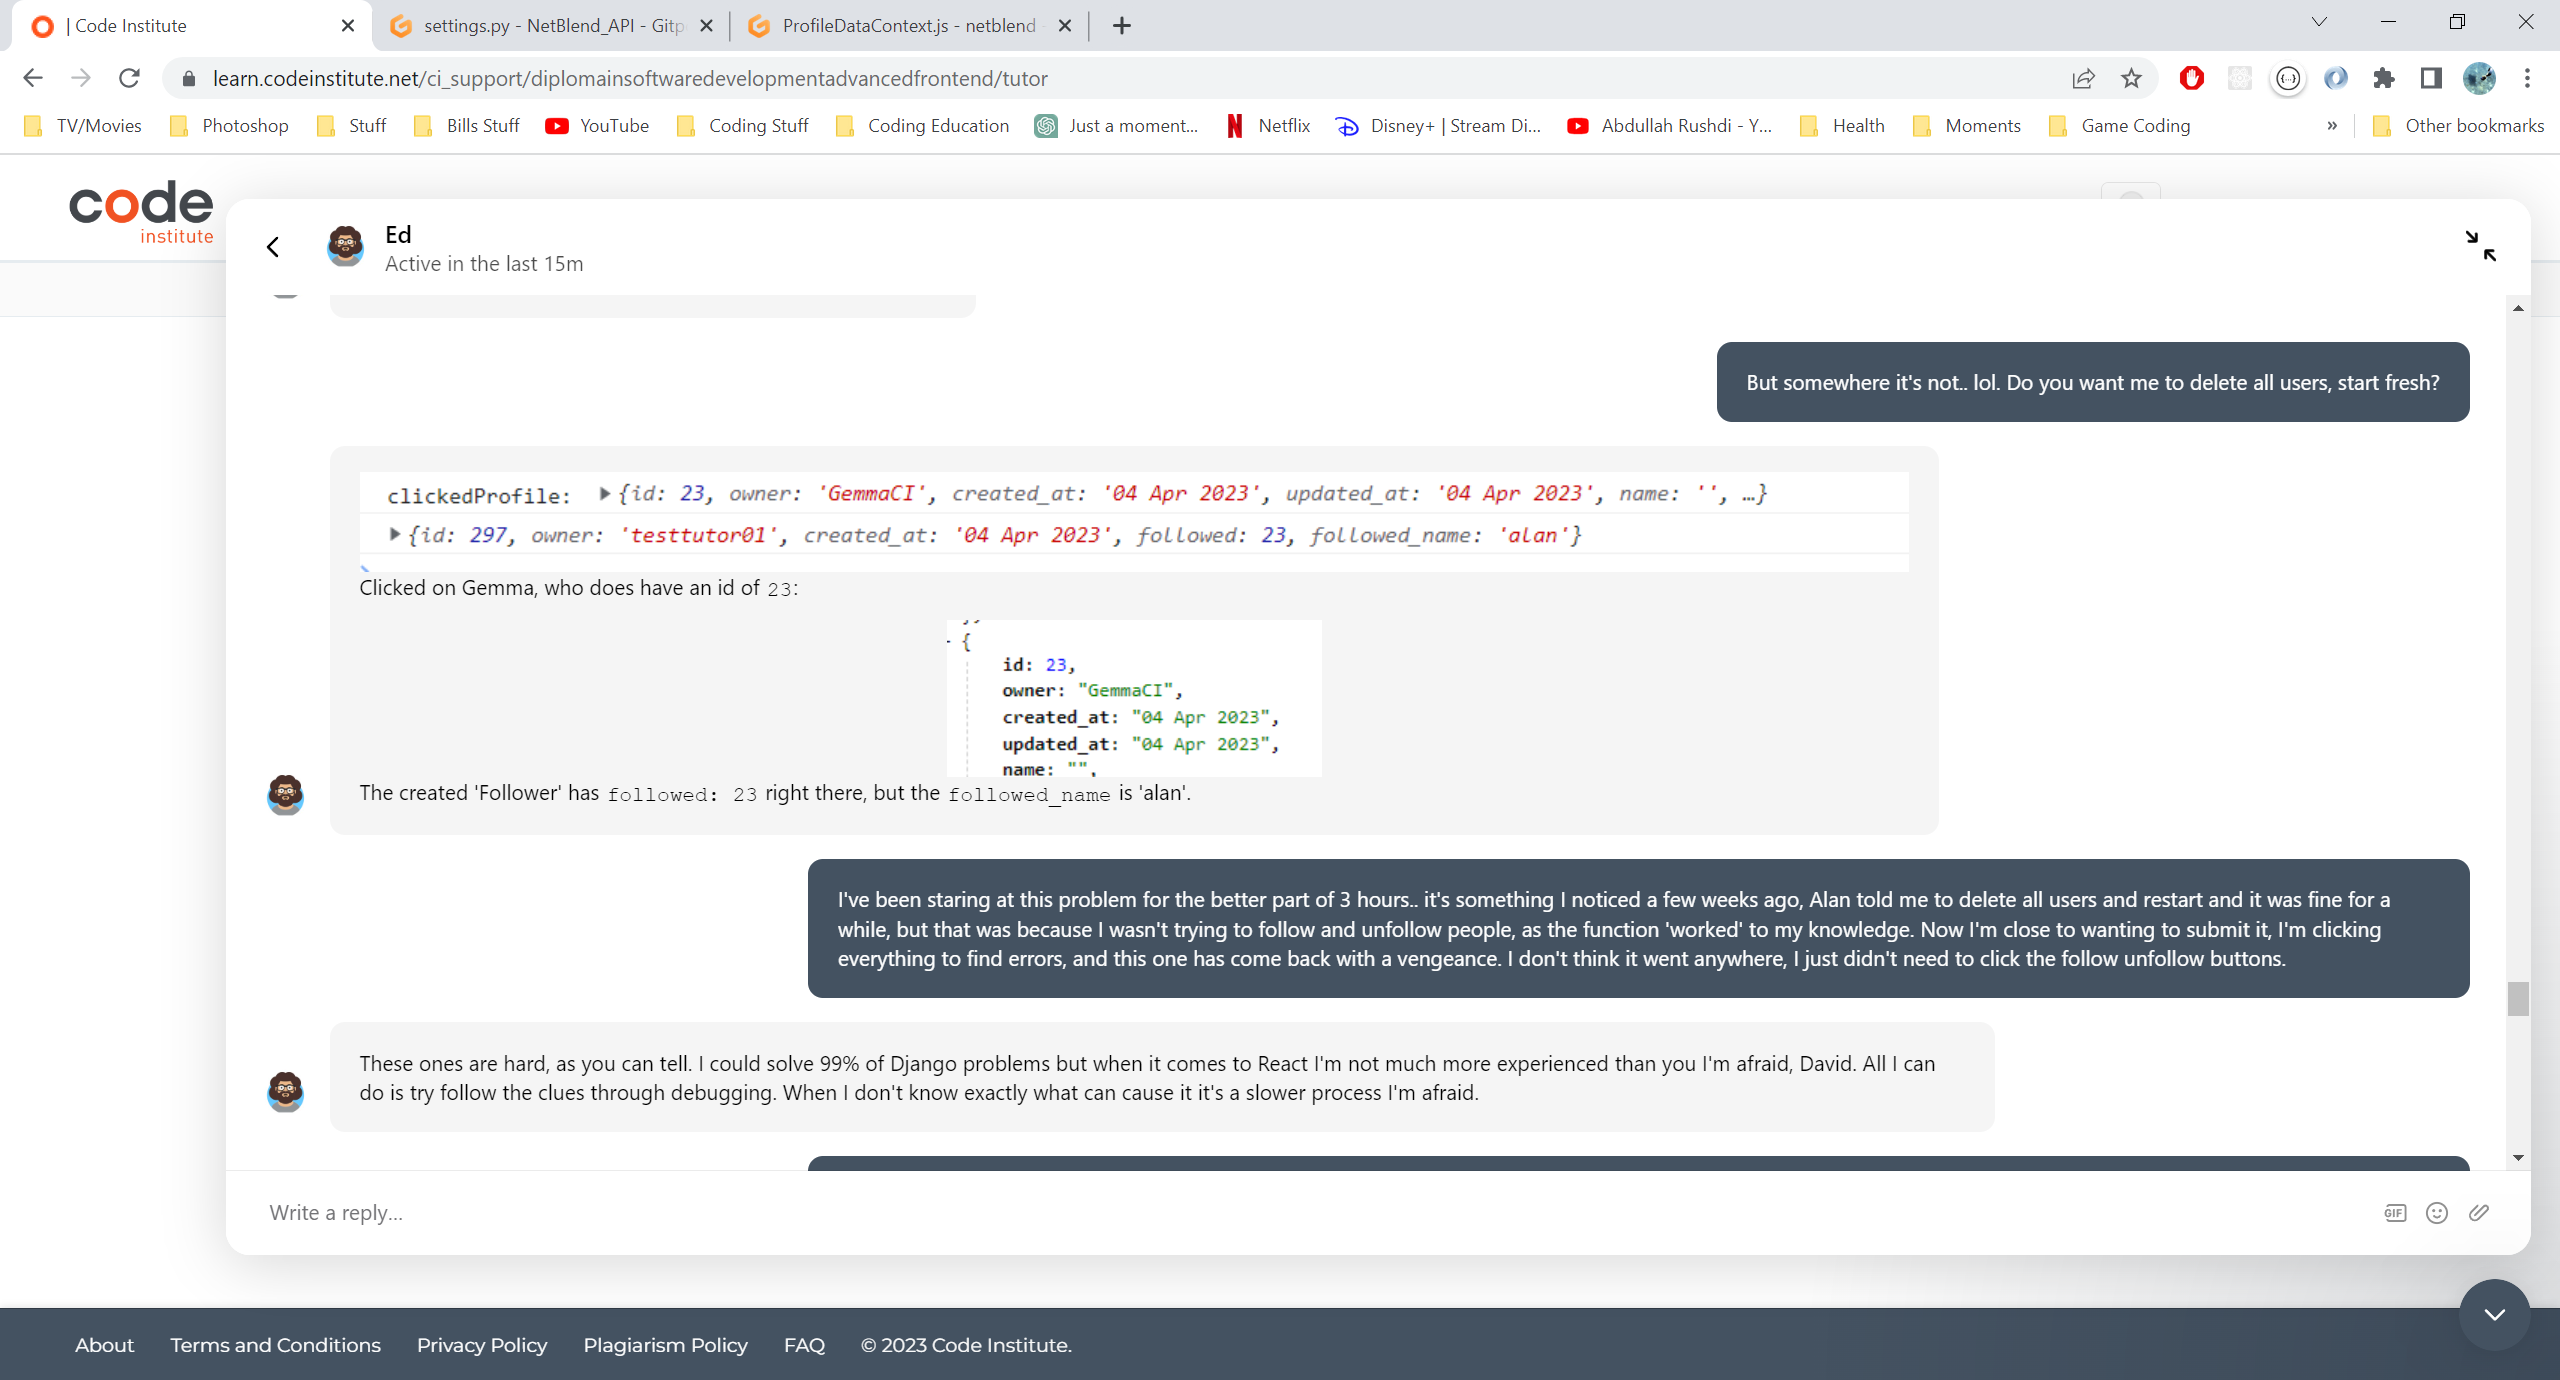 | Code Institute
settings.py - NetBlend_API - Gitp
ProfileDataContext.js - netblend
learn.codeinstitute.net/ci_support/diplomainsoftwaredevelopmentadvancedfrontend/tutor
TV/Movies
Photoshop
Stuff
Bills Stuff
YouTube
Coding Stuff
Coding Education
Just a moment...
Netflix
Disney+ | Stream Di...
Abdullah Rushdi - Y...
Health
Moments
Game Coding
»
Other bookmarks
code
institute
Ed
Active in the last 15m
But somewhere it's not.. lol. Do you want me to delete all users, start fresh?
clickedProfile: ▶{id: 23, owner: 'GemmaCI', created_at: '04 Apr 2023', updated_at: '04 Apr 2023', name: '', …}
▶{id: 297, owner: 'testtutor01', created_at: '04 Apr 2023', followed: 23, followed_name: 'alan'}
Clicked on Gemma, who does have an id of 23:
- {
id: 23,
owner: "GemmaCI",
created_at: "04 Apr 2023",
updated_at: "04 Apr 2023",
name: "",
The created 'Follower' has followed: 23 right there, but the followed_name is 'alan'.
I've been staring at this problem for the better part of 3 hours.. it's something I noticed a few weeks ago, Alan told me to delete all users and restart and it was fine for a
while, but that was because I wasn't trying to follow and unfollow people, as the function 'worked' to my knowledge. Now I'm close to wanting to submit it, I'm clicking
everything to find errors, and this one has come back with a vengeance. I don't think it went anywhere, I just didn't need to click the follow unfollow buttons.
These ones are hard, as you can tell. I could solve 99% of Django problems but when it comes to React I'm not much more experienced than you I'm afraid, David. All I can
do is try follow the clues through debugging. When I don't know exactly what can cause it it's a slower process I'm afraid.
Write a reply...
GIF
About
Terms and Conditions
Privacy Policy
Plagiarism Policy
FAQ
© 2023 Code Institute.